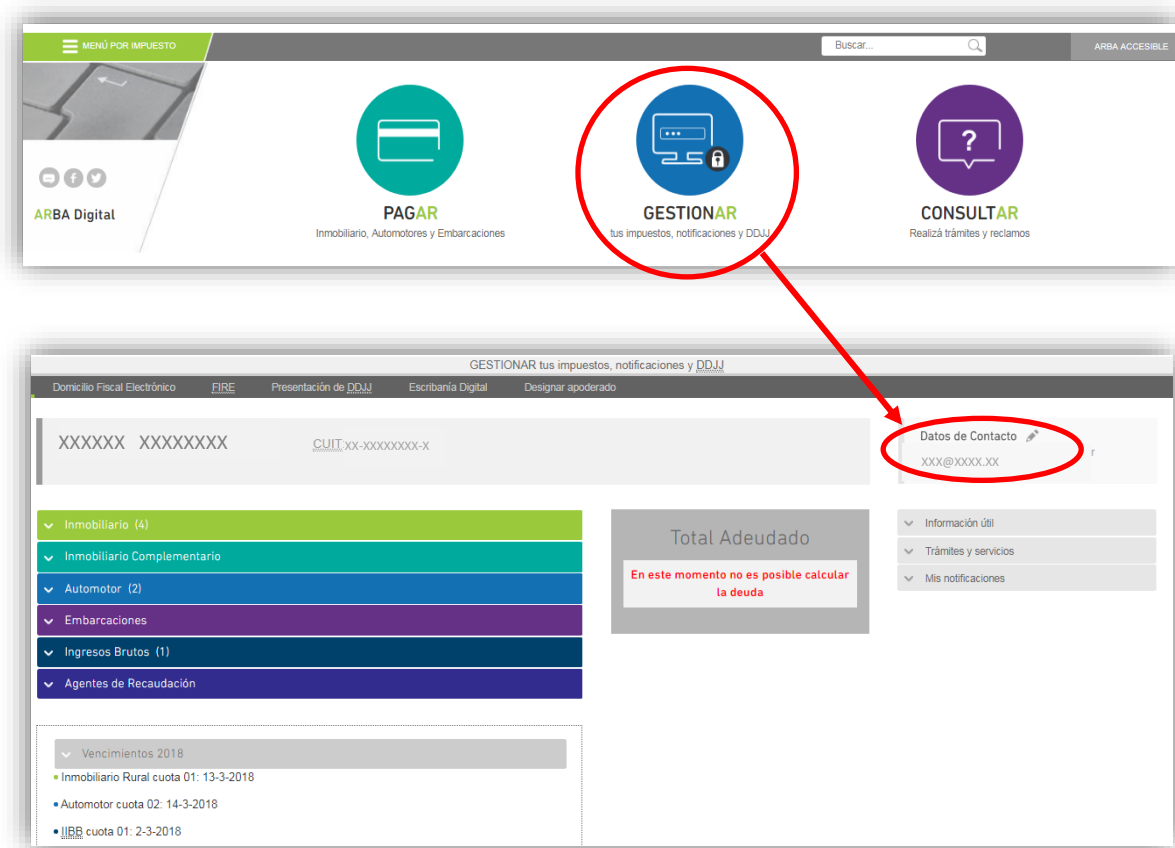 MENÚ POR IMPUESTO
Buscar...
ARBA ACCESIBLE
ARBA Digital
PAGAR
Inmobiliario, Automotores y Embarcaciones
GESTIONAR
tus impuestos, notificaciones y DDJJ
CONSULTAR
Realizá trámites y reclamos
GESTIONAR tus impuestos, notificaciones y DDJJ
Domicilio Fiscal Electrónico FIRE Presentación de DDJJ Escribanía Digital Designar apoderado
XXXXXX XXXXXXXX CUIT:XX-XXXXXXXX-X
Datos de Contacto
XXX@XXXX.XX
r
Inmobiliario (4)
Inmobiliario Complementario
Automotor (2)
Embarcaciones
Ingresos Brutos (1)
Agentes de Recaudación
Total Adeudado
En este momento no es posible calcular
la deuda
Información útil
Trámites y servicios
Mis notificaciones
Vencimientos 2018
Inmobiliario Rural cuota 01: 13-3-2018
Automotor cuota 02: 14-3-2018
IIBB cuota 01: 2-3-2018